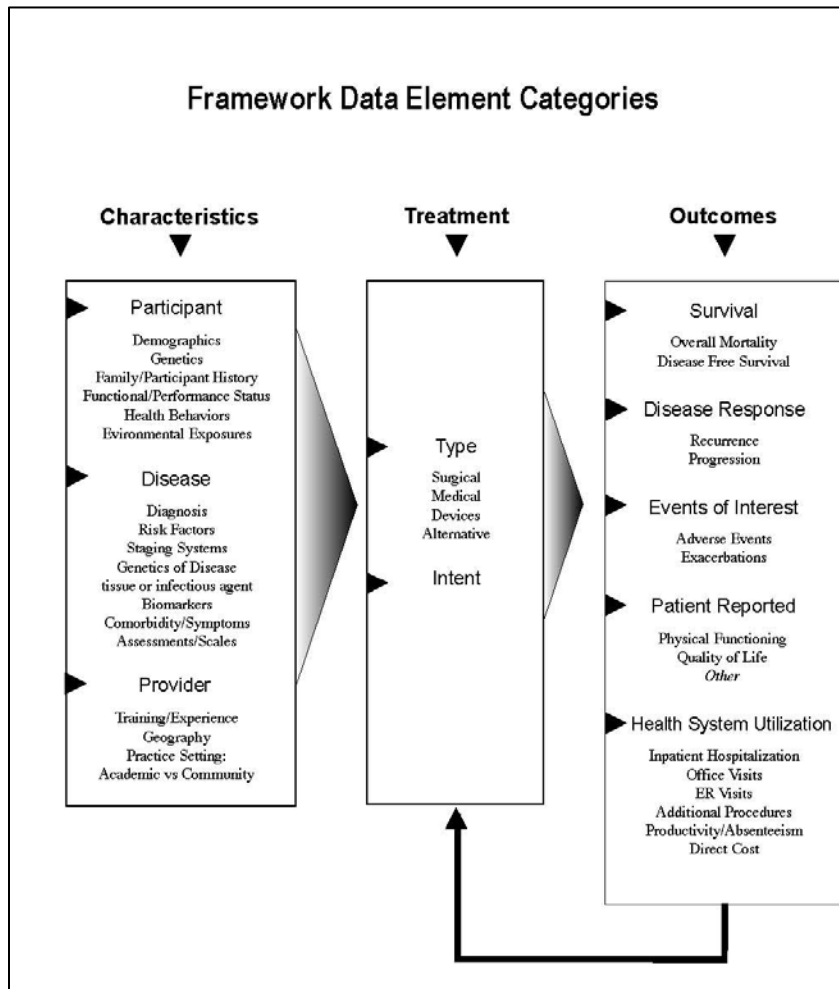 Framework Data Element Categories
Characteristics
Participant
Demographics
Genetics
Family/Participant History
Functional/Performance Status
Health Behaviors
Evironmental Exposures
Disease
Diagnosis
Risk Factors
Staging Systems
Genetics of Disease
tissue or infectious agent
Biomarkers
Comorbidity/Symptoms
Assessments/Scales
Provider
Training/Experience
Geography
Practice Setting:
Academic vs Community
Treatment
Type
Surgical
Medical
Devices
Alternative
Intent
Outcomes
Survival
Overall Mortality
Disease Free Survival
Disease Response
Recurrence
Progression
Events of Interest
Adverse Events
Exacerbations
Patient Reported
Physical Functioning
Quality of Life
Other
Health System Utilization
Inpatient Hospitalization
Office Visits
ER Visits
Additional Procedures
Productivity/Absenteeism
Direct Cost